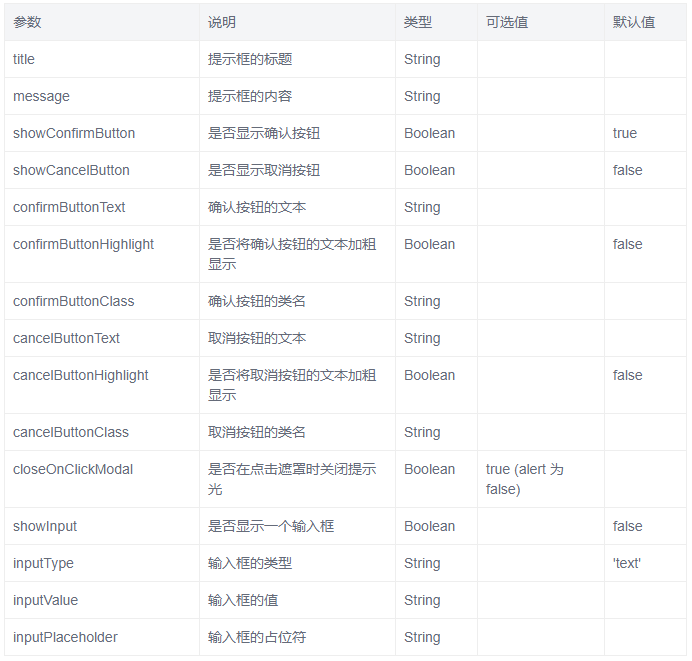 参数 说明 类型 可选值 默认值
title 提示框的标题 String
message 提示框的内容 String
showConfirmButton 是否显示确认按钮 Boolean true
showCancelButton 是否显示取消按钮 Boolean false
confirmButtonText 确认按钮的文本 String
confirmButtonHighlight 是否将确认按钮的文本加粗 Boolean false
显示
confirmButtonClass 确认按钮的类名 String
cancelButtonText 取消按钮的文本 String
cancelButtonHighlight 是否将取消按钮的文本加粗 Boolean false
显示
cancelButtonClass 取消按钮的类名 String
closeOnClickModal 是否在点击遮罩时关闭提示 Boolean true (alert 为
光 false)
showInput 是否显示一个输入框 Boolean false
inputType 输入框的类型 String 'text'
inputValue 输入框的值 String
inputPlaceholder 输入框的占位符 String